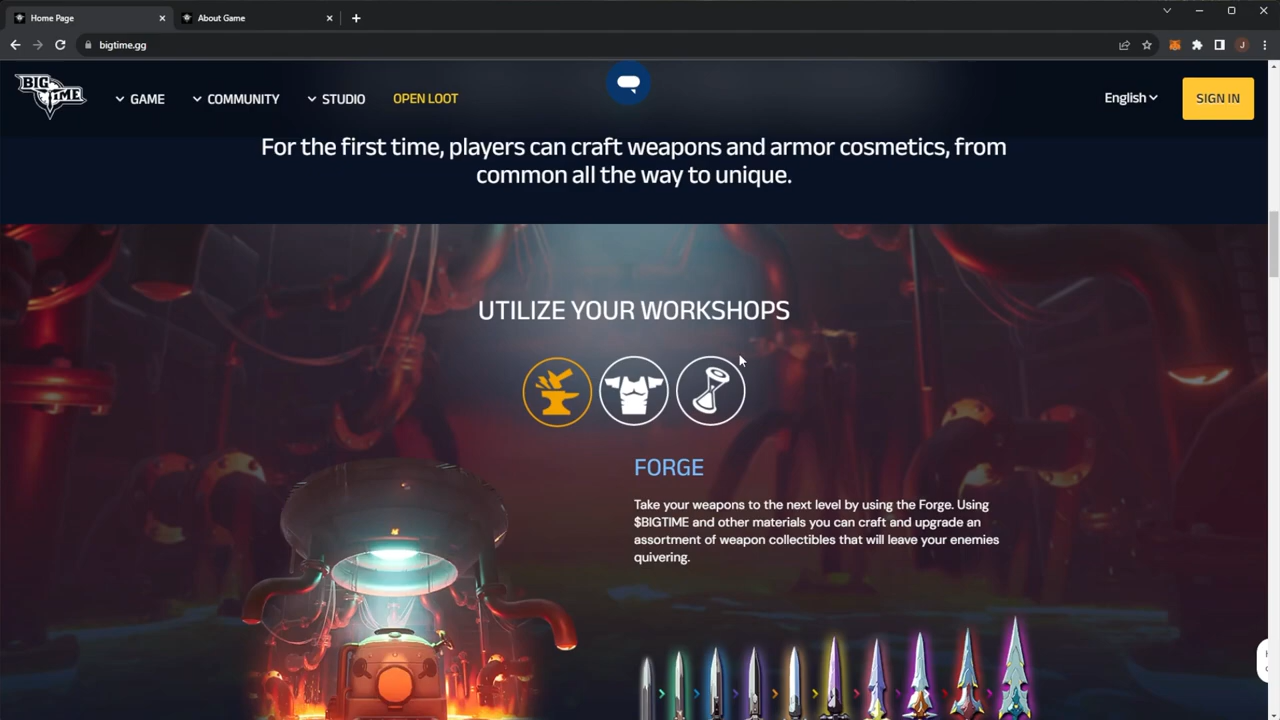 Home Page
About Game
bigtime.gg
J
BIG TIME
GAME
COMMUNITY
STUDIO
OPEN LOOT
English
SIGN IN
For the first time, players can craft weapons and armor cosmetics, from
common all the way to unique.
UTILIZE YOUR WORKSHOPS
FORGE
Take your weapons to the next level by using the Forge. Using
$BIGTIME and other materials you can craft and upgrade an
assortment of weapon collectibles that will leave your enemies
quivering.